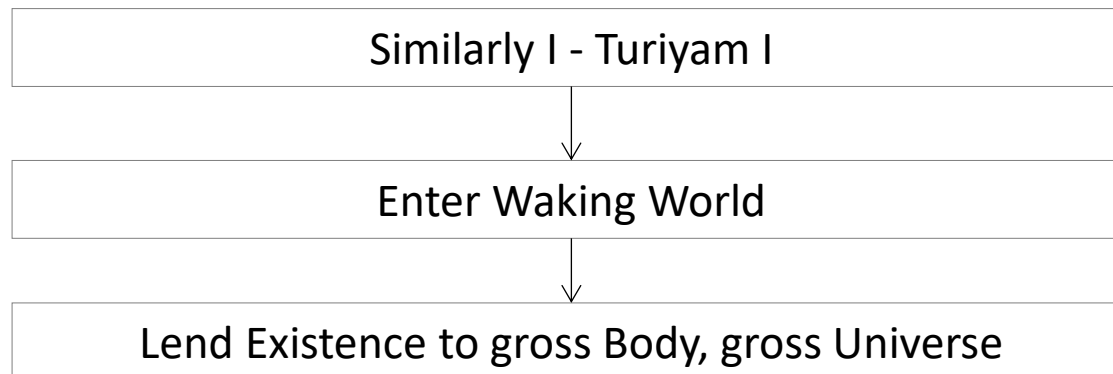 Similarly I - Turiyam I
Enter Waking World
Lend Existence to gross Body, gross Universe